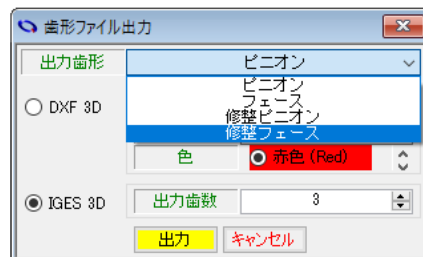 歯形ファイル出力
出力歯形
ピニオン
ピニオン
フェース
修整ピニオン
修整フェース
DXF 3D
色
赤色 (Red)
IGES 3D
出力歯数
3
出力
キャンセル